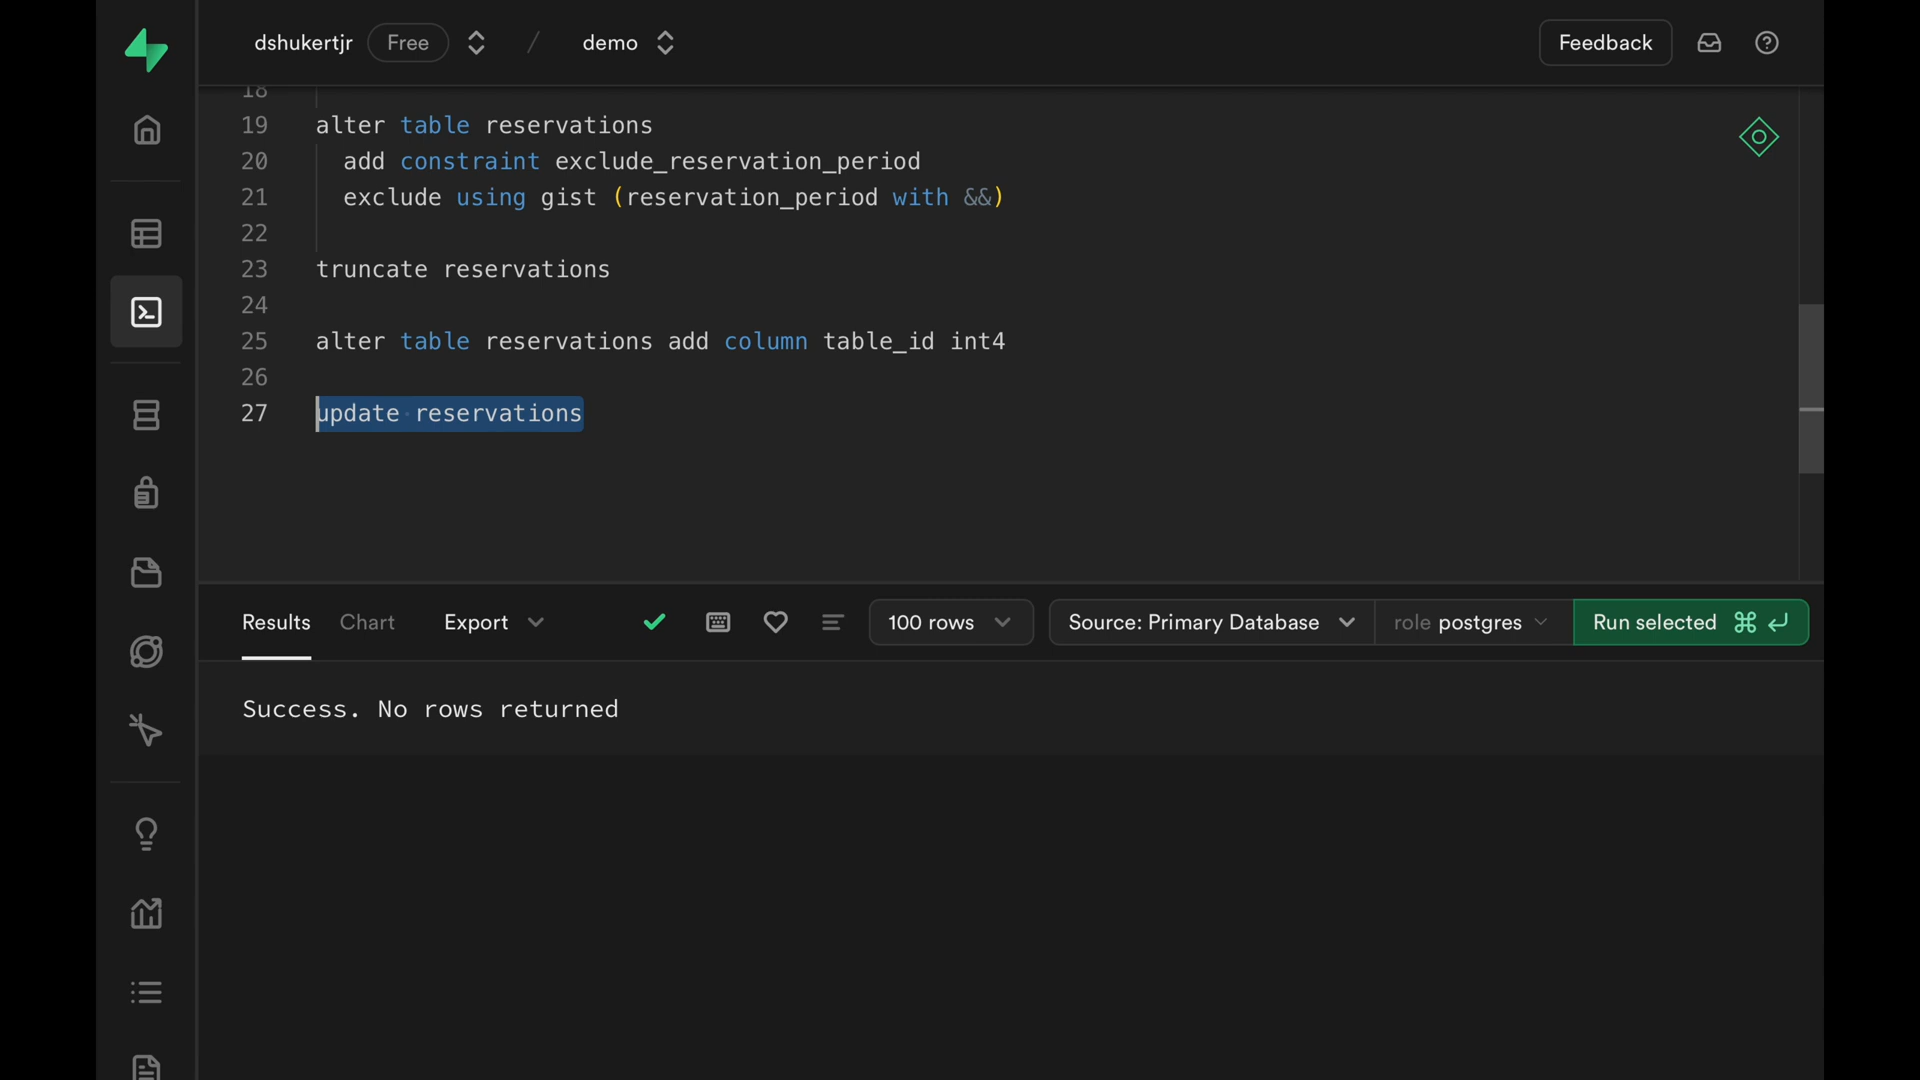 dshukertjr Free / demo Feedback
18
19 alter table reservations
20 add constraint exclude_reservation_period
21 exclude using gist (reservation_period with &&)
22
23 truncate reservations
24
25 alter table reservations add column table_id int4
26
27 update reservations
Results Chart Export 100 rows Source: Primary Database role postgres Run selected ⌘ ↵
Success. No rows returned